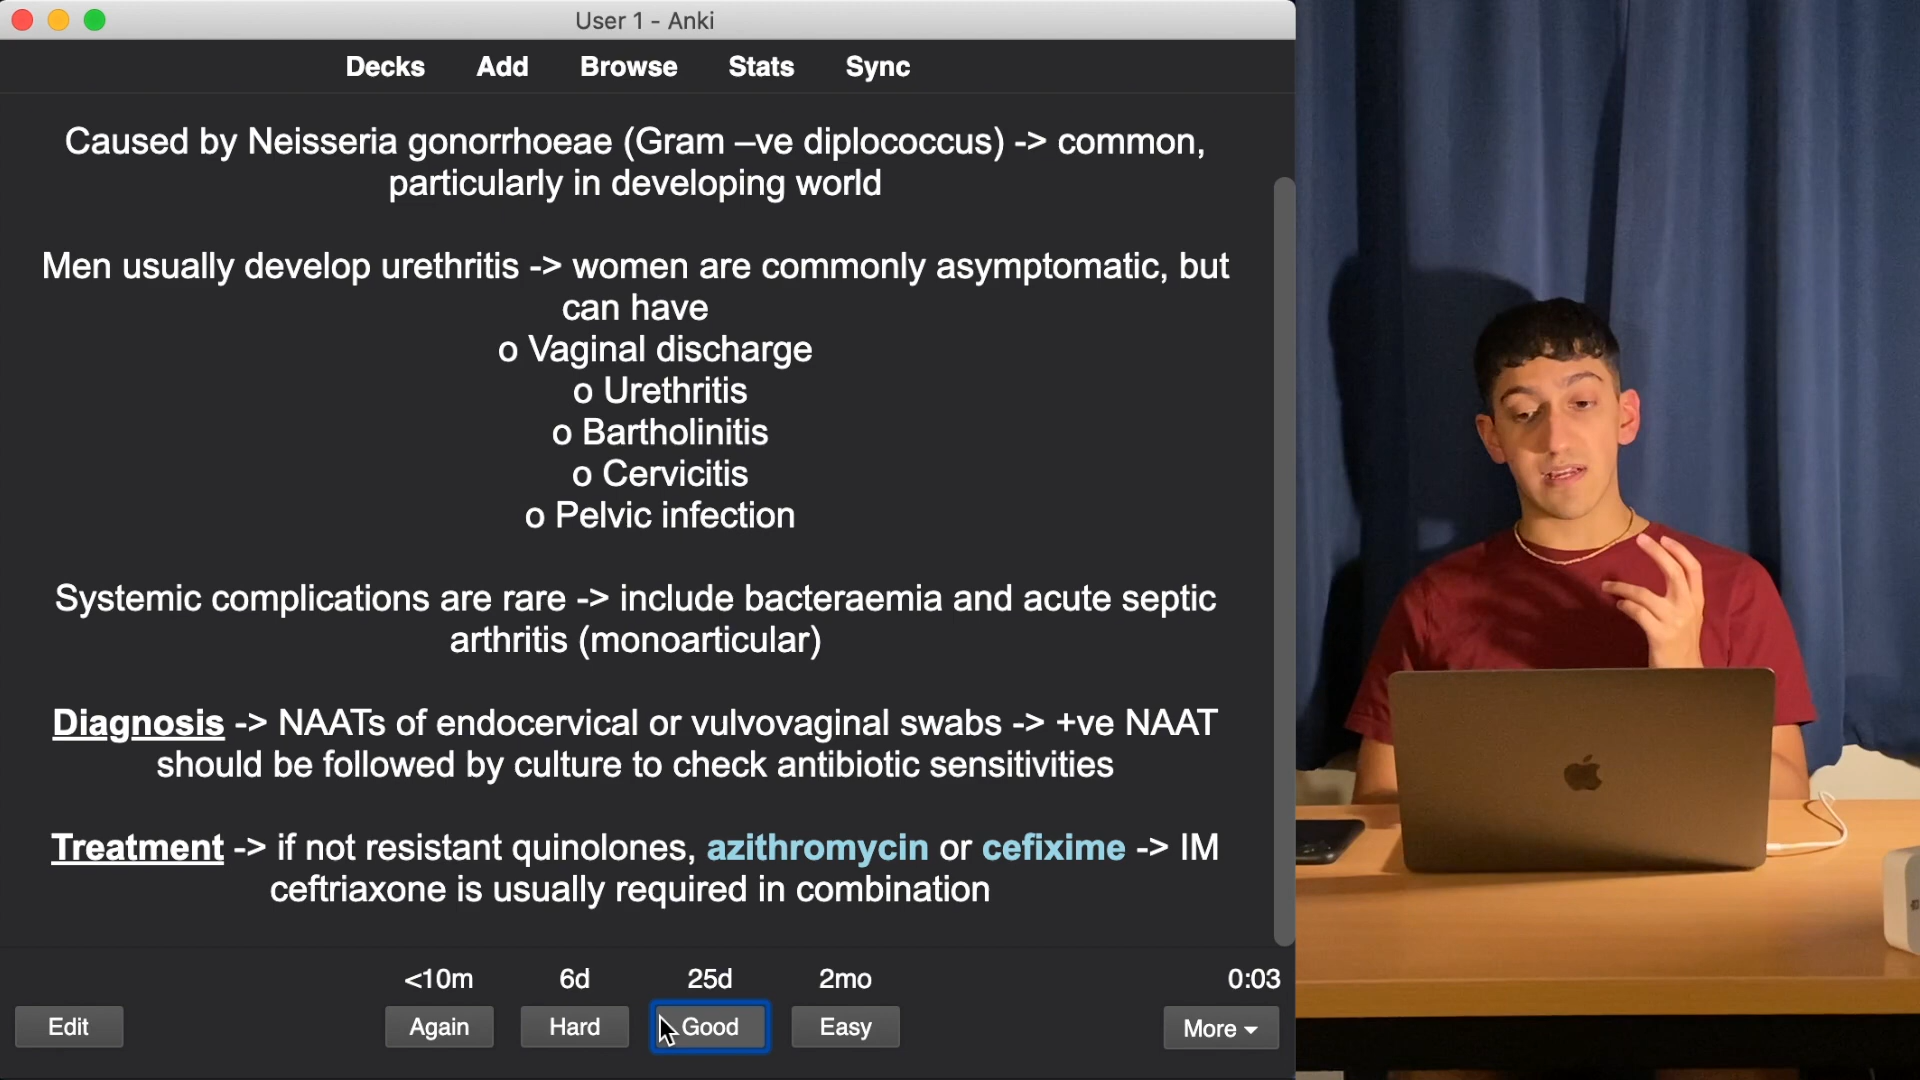 User 1 - Anki
Decks Add Browse Stats Sync
Caused by Neisseria gonorrhoeae (Gram –ve diplococcus) -> common,
particularly in developing world
Men usually develop urethritis -> women are commonly asymptomatic, but
can have
o Vaginal discharge
o Urethritis
o Bartholinitis
o Cervicitis
o Pelvic infection
Systemic complications are rare -> include bacteraemia and acute septic
arthritis (monoarticular)
Diagnosis -> NAATs of endocervical or vulvovaginal swabs -> +ve NAAT
should be followed by culture to check antibiotic sensitivities
Treatment -> if not resistant quinolones, azithromycin or cefixime -> IM
ceftriaxone is usually required in combination
<10m 6d 25d 2mo 0:03
Edit Again Hard Good Easy More